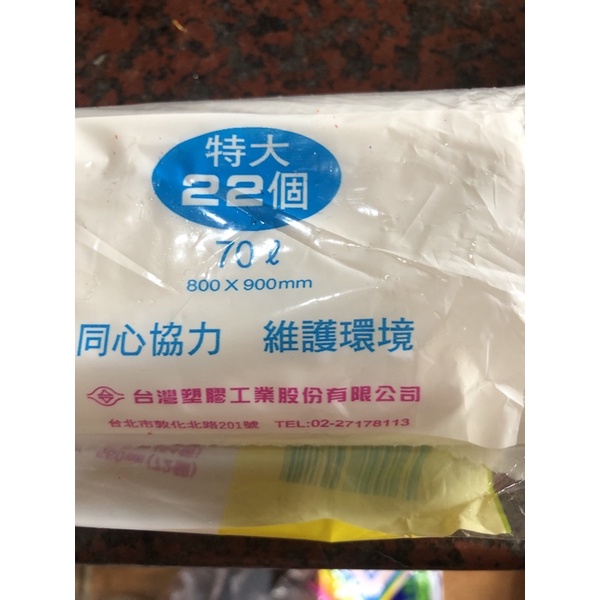 特大
22個
70ℓ
800 X 900mm
同心協力 維護環境
台灣塑膠工業股份有限公司
台北市敦化北路201號 TEL:02-27178113